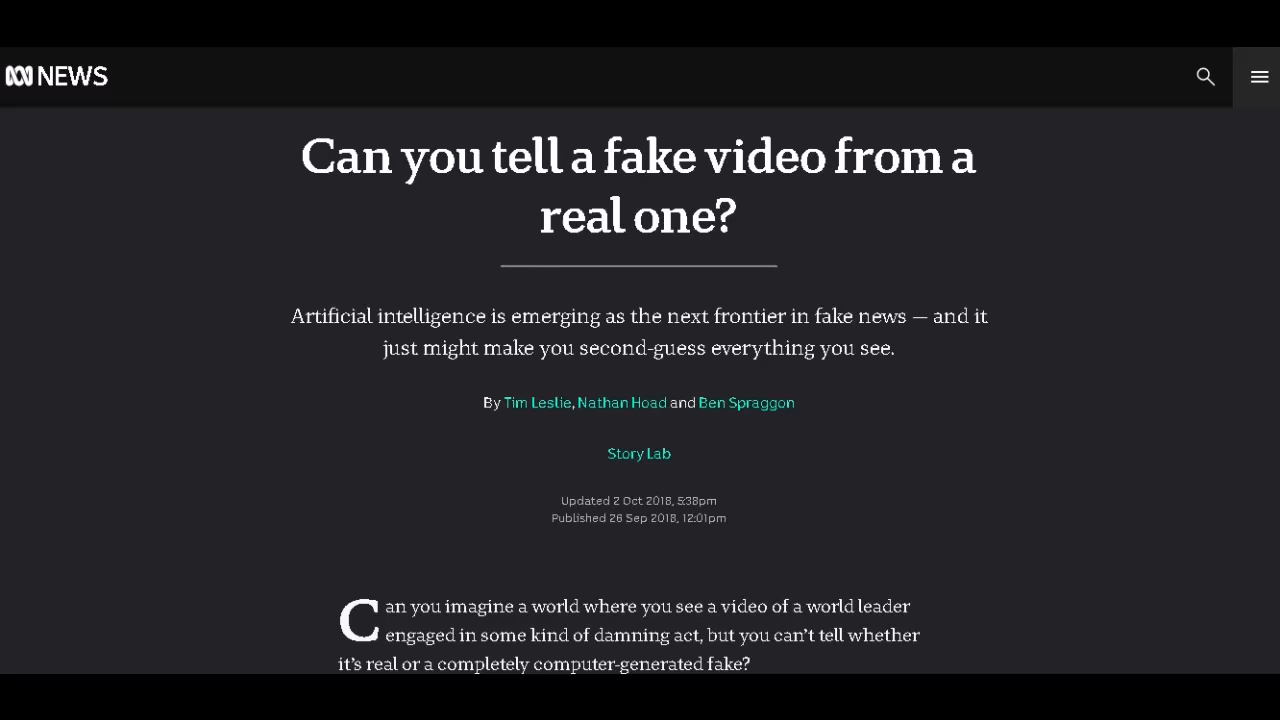 NEWS
Can you tell a fake video from a
real one?
Artificial intelligence is emerging as the next frontier in fake news — and it
just might make you second-guess everything you see.
By Tim Leslie, Nathan Hoad and Ben Spraggon
Story Lab
Updated 2 Oct 2018, 5:38pm
Published 26 Sep 2018, 12:01pm
Can you imagine a world where you see a video of a world leader
engaged in some kind of damning act, but you can’t tell whether
it’s real or a completely computer-generated fake?